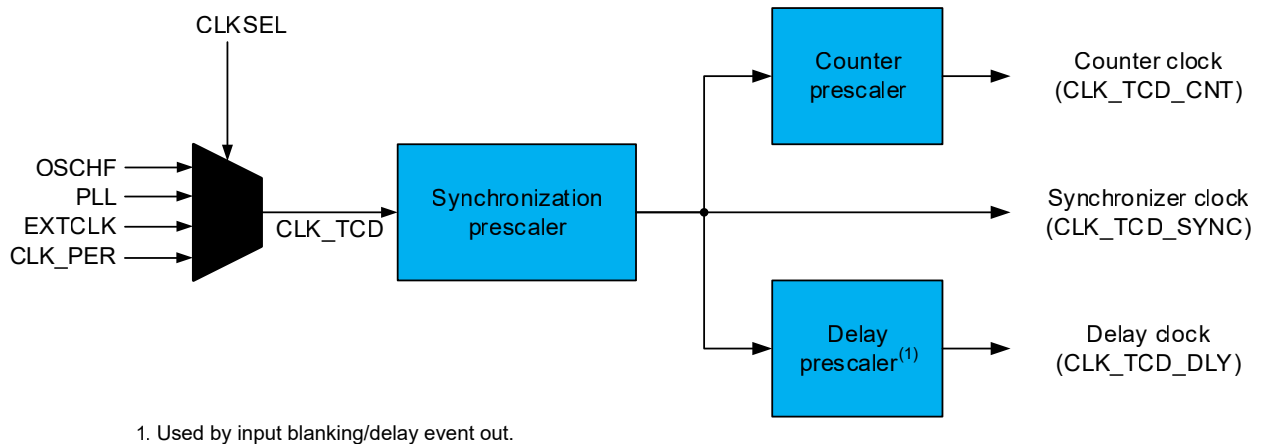 CLKSEL
OSCHF
PLL
EXTCLK
CLK_PER
CLK_TCD
Synchronization
prescaler
Counter
prescaler
Counter clock
(CLK_TCD_CNT)
Synchronizer clock
(CLK_TCD_SYNC)
Delay
prescaler(1)
Delay clock
(CLK_TCD_DLY)
1. Used by input blanking/delay event out.